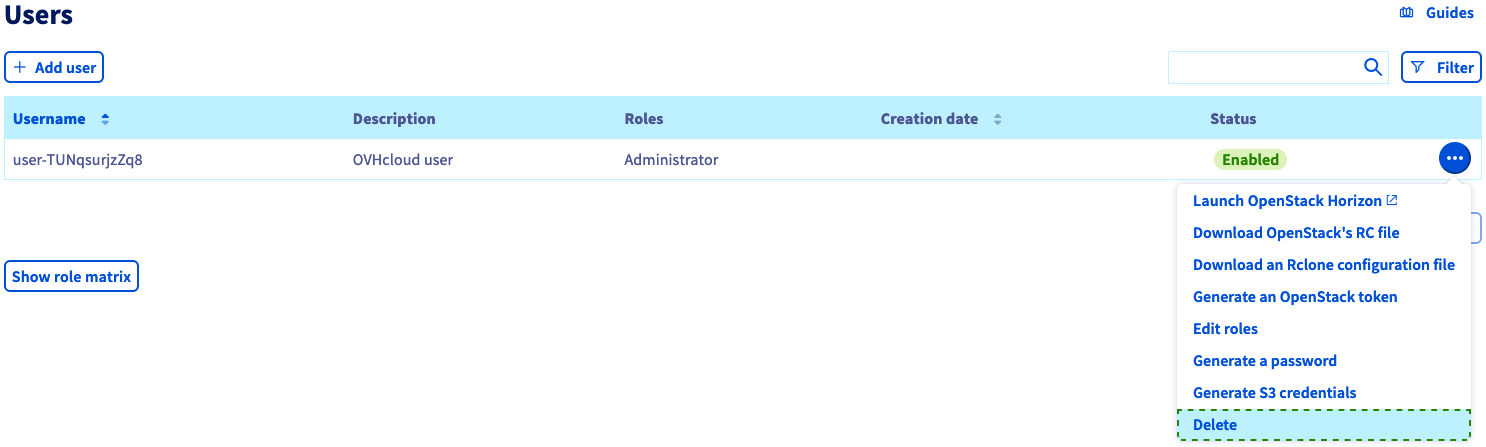 Users
Guides
Add user
Filter
Username Description Roles Creation date Status
user-TUNqsurjzZq8 OVHcloud user Administrator Enabled
Launch OpenStack Horizon
Download OpenStack's RC file
Download an Rclone configuration file
Show role matrix
Generate an OpenStack token
Edit roles
Generate a password
Generate S3 credentials
Delete